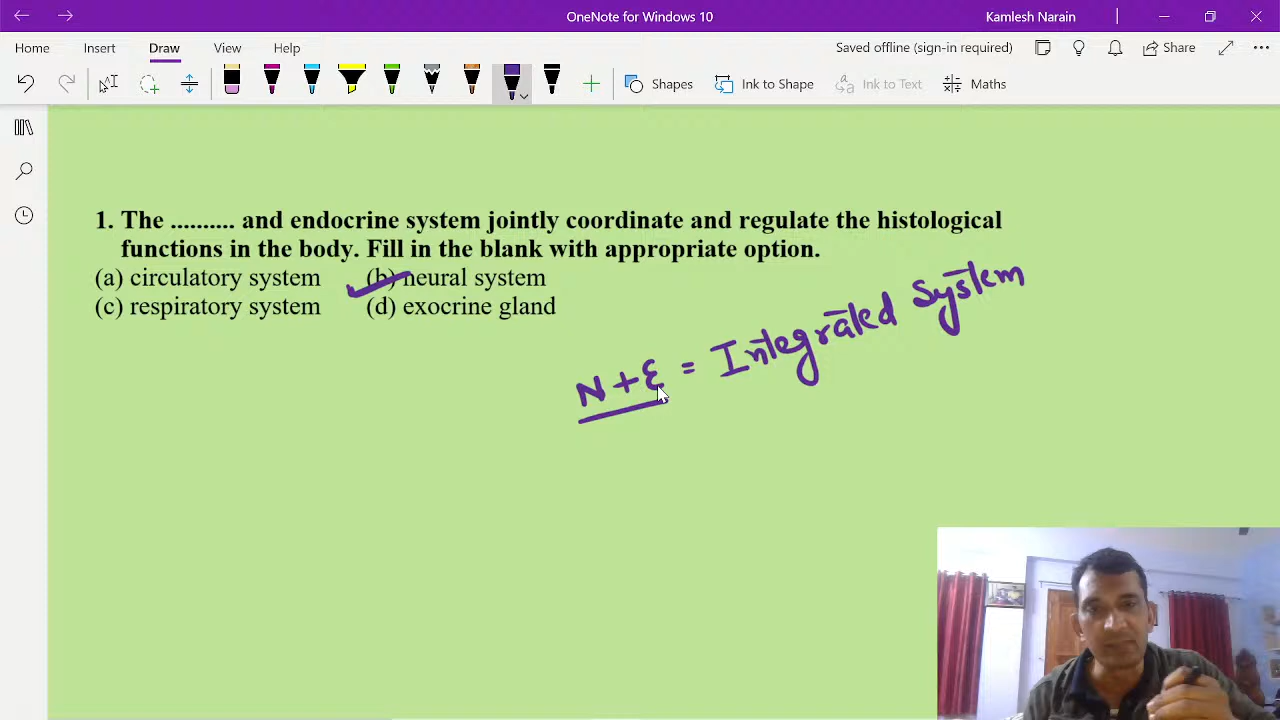 OneNote for Windows 10
Kamlesh Narain
Home Insert Draw View Help
Saved offline (sign-in required)
Share
Shapes Ink to Shape Ink to Text Maths
1. The .......... and endocrine system jointly coordinate and regulate the histological
functions in the body. Fill in the blank with appropriate option.
(a) circulatory system (b) neural system
(c) respiratory system (d) exocrine gland
N + E = Integrated System